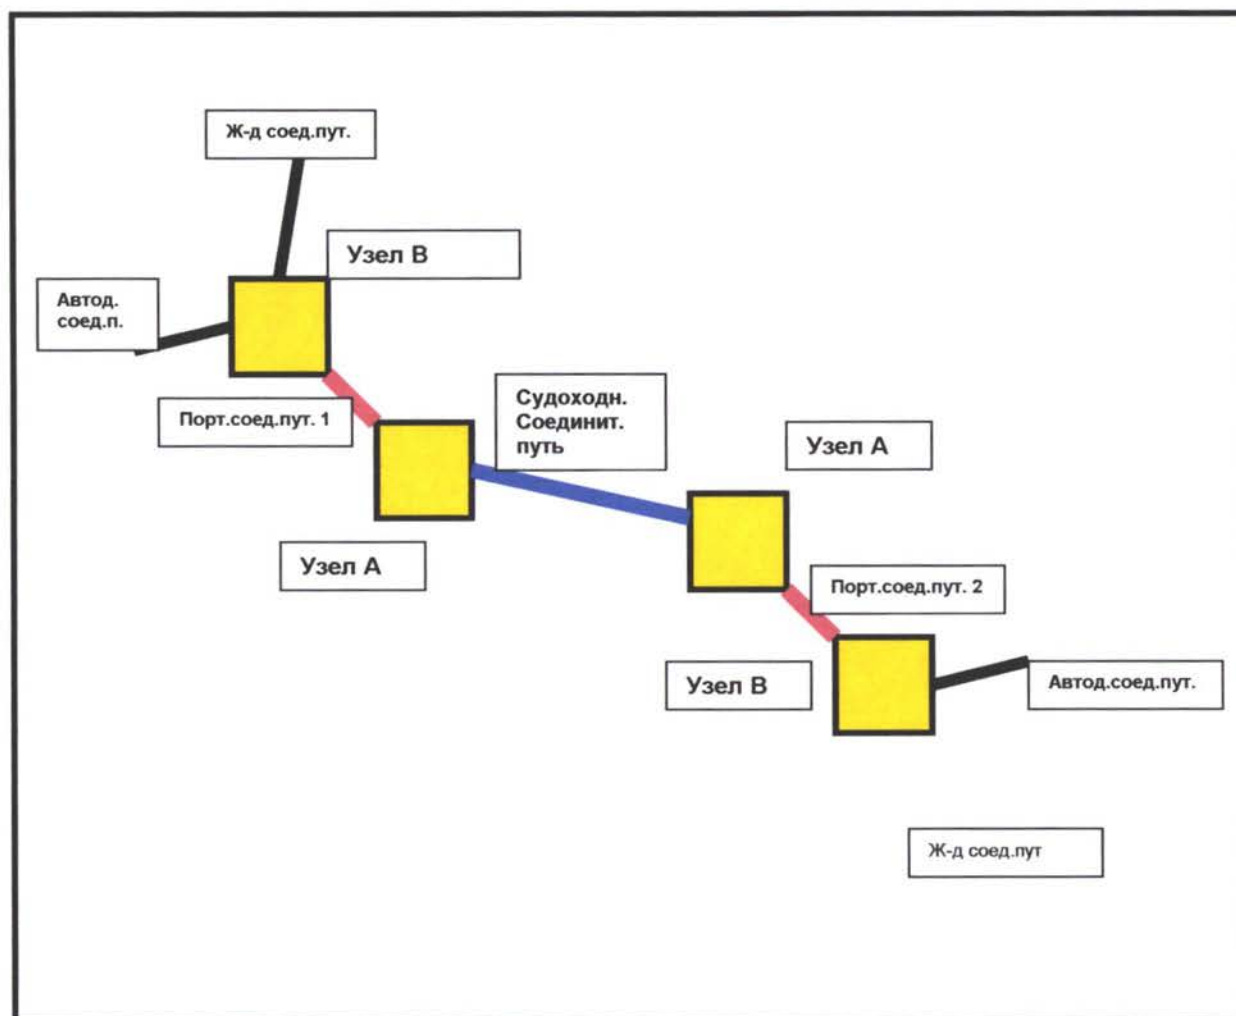 Ж-д соед.пут.
Узел В
Автод.
соед.п.
Порт.соед.пут. 1
Судоходн.
Соединит.
путь
Узел А
Узел А
Порт.соед.пут. 2
Узел В
Автод.соед.пут.
Ж-д соед.пут